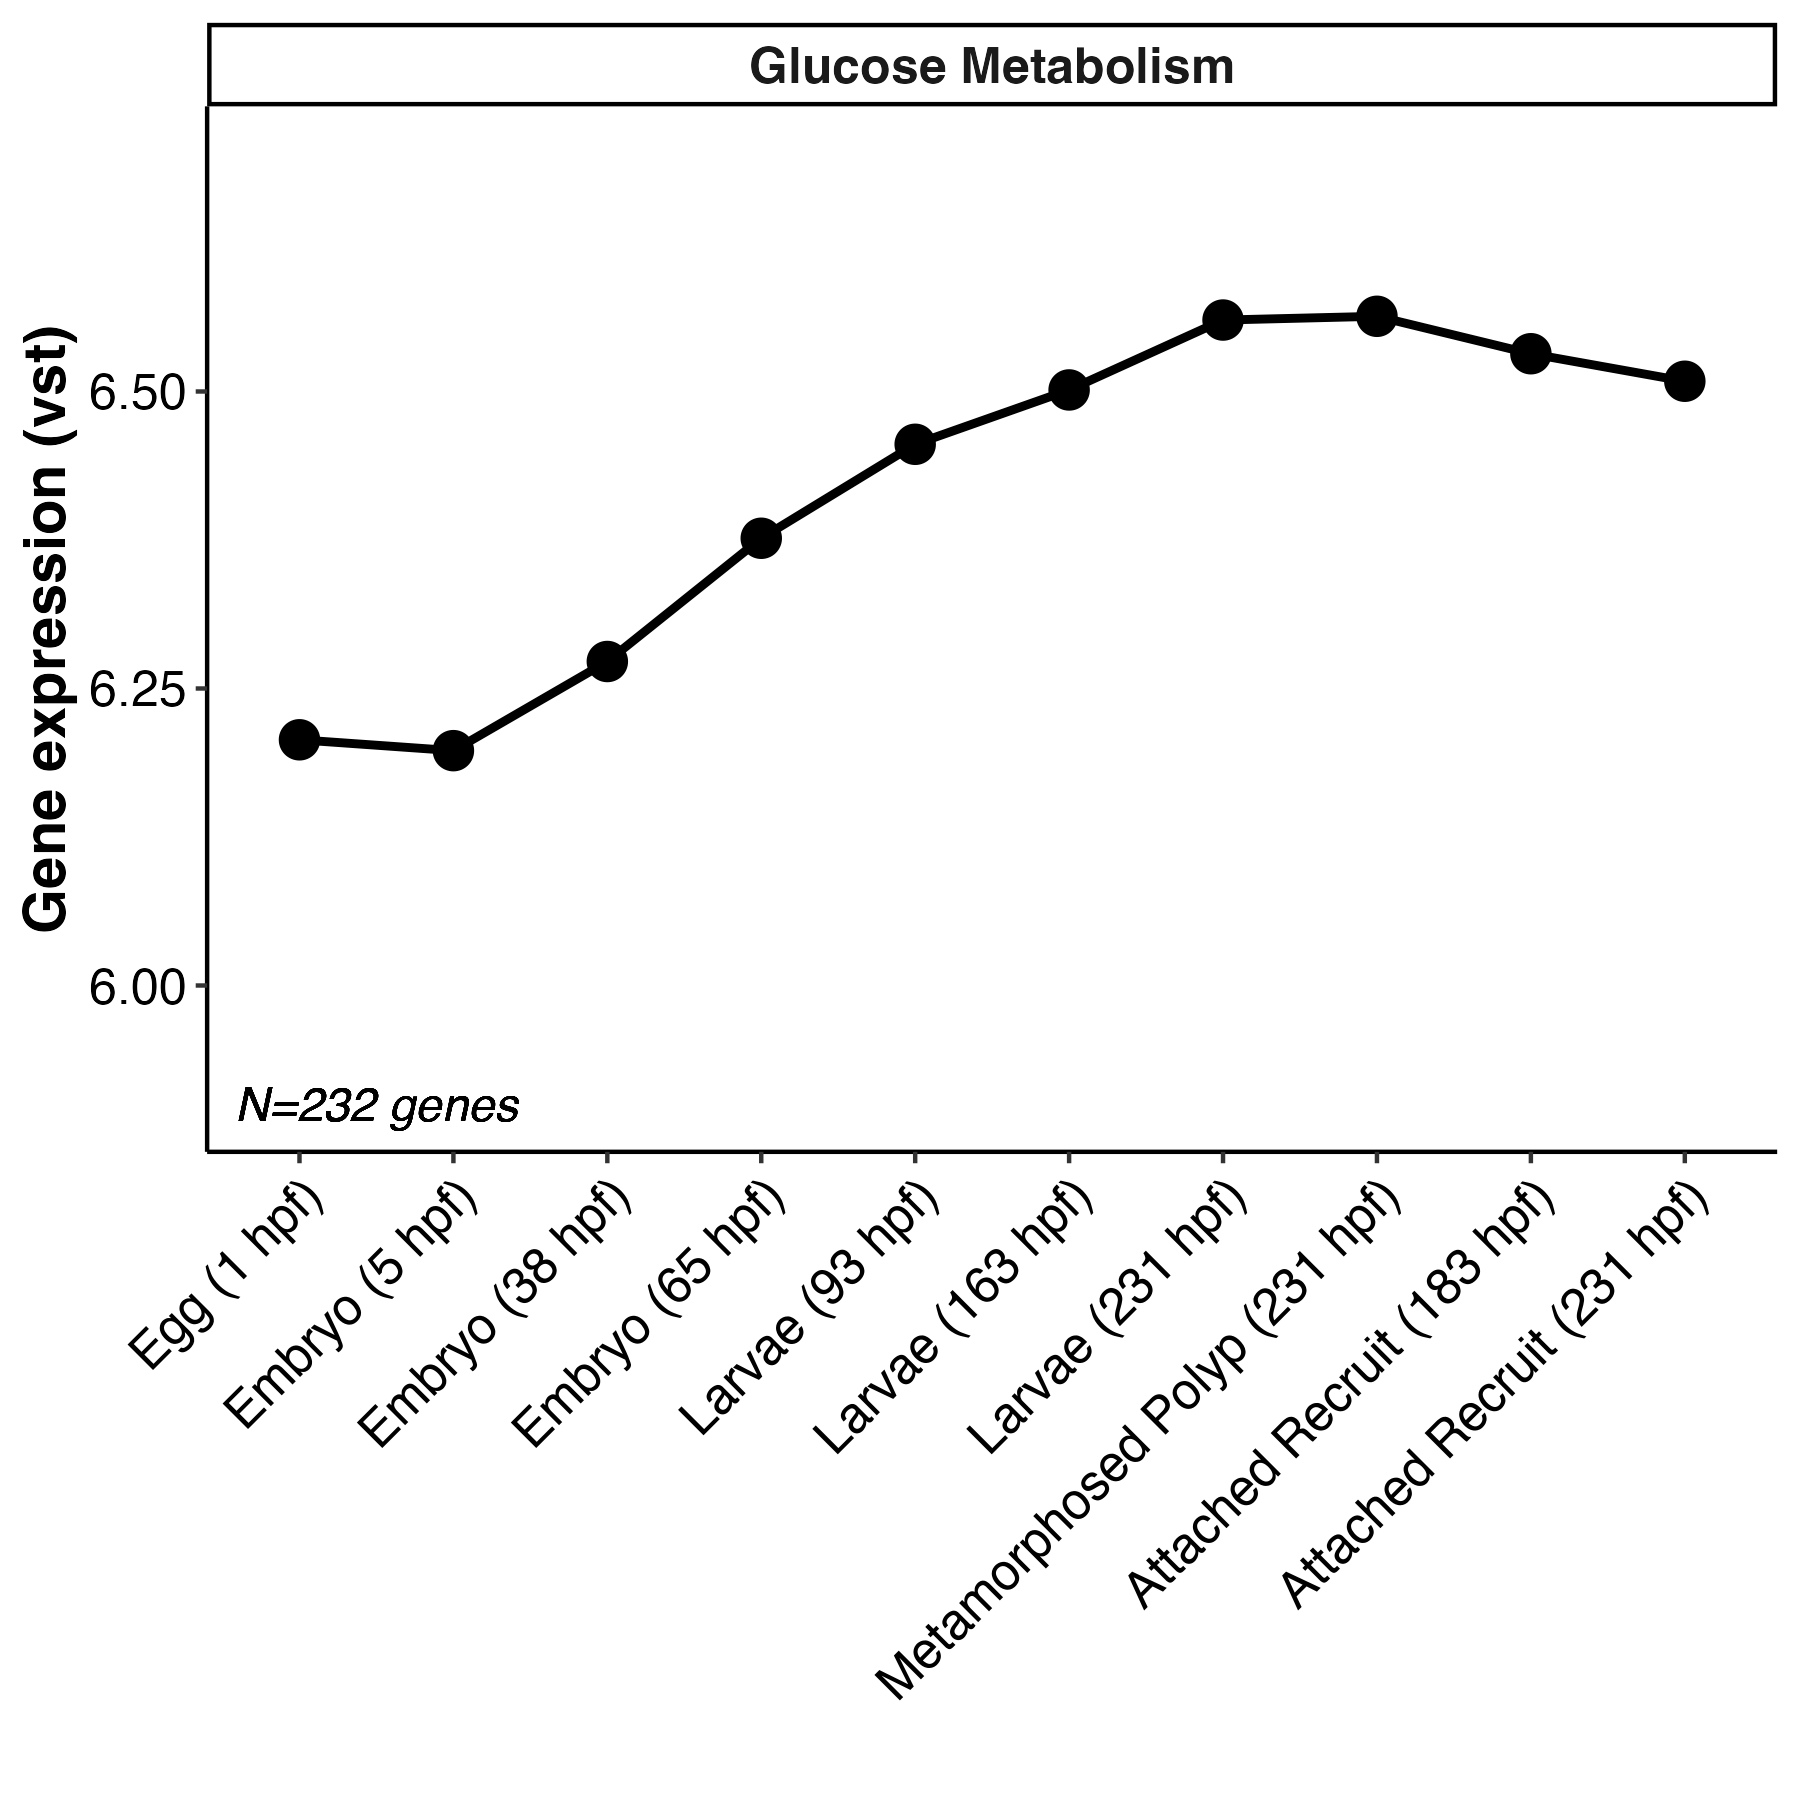 Glucose Metabolism
Gene expression (vst)
6.50
6.25
6.00
N=232 genes
Egg (1 hpf)
Embryo (5 hpf)
Embryo (38 hpf)
Embryo (65 hpf)
Larvae (93 hpf)
Larvae (163 hpf)
Larvae (231 hpf)
Metamorphosed Polyp (231 hpf)
Attached Recruit (183 hpf)
Attached Recruit (231 hpf)